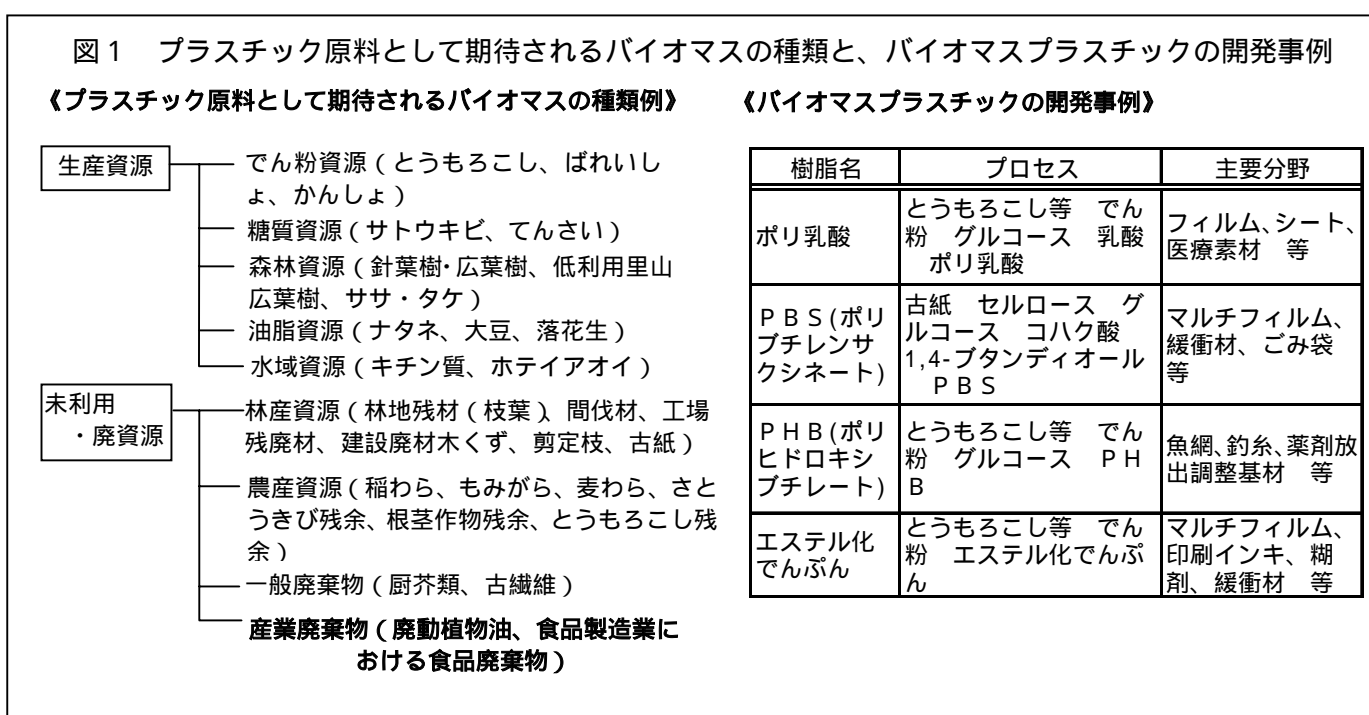 図1　プラスチック原料として期待されるバイオマスの種類と、バイオマスプラスチックの開発事例
《プラスチック原料として期待されるバイオマスの種類例》
生産資源
でん粉資源（とうもろこし、ばれいし
ょ、かんしょ）
糖質資源（サトウキビ、てんさい）
森林資源（針葉樹・広葉樹、低利用里山
広葉樹、ササ・タケ）
油脂資源（ナタネ、大豆、落花生）
水域資源（キチン質、ホテイアオイ）
未利用
・廃資源
林産資源（林地残材（枝葉）、間伐材、工場
残廃材、建設廃材木くず、剪定枝、古紙）
農産資源（稲わら、もみがら、麦わら、さと
うきび残余、根茎作物残余、とうもろこし残
余）
一般廃棄物（厨芥類、古繊維）
産業廃棄物（廃動植物油、食品製造業に
おける食品廃棄物）
《バイオマスプラスチックの開発事例》
樹脂名　プロセス　主要分野
ポリ乳酸
とうもろこし等　でん
粉　グルコース　乳酸
ポリ乳酸
フィルム、シート、
医療素材　等
ＰＢＳ(ポリ
ブチレンサ
クシネート)
古紙　セルロース　グ
ルコース　コハク酸
1,4-ブタンディオール
ＰＢＳ
マルチフィルム、
緩衝材、ごみ袋
等
ＰＨＢ(ポリ
ヒドロキシ
ブチレート)
とうもろこし等　でん
粉　グルコース　ＰＨ
Ｂ
魚網、釣糸、薬剤放
出調整基材　等
エステル化
でんぷん
とうもろこし等　でん
粉　エステル化でんぷ
ん
マルチフィルム、
印刷インキ、糊
剤、緩衝材　等